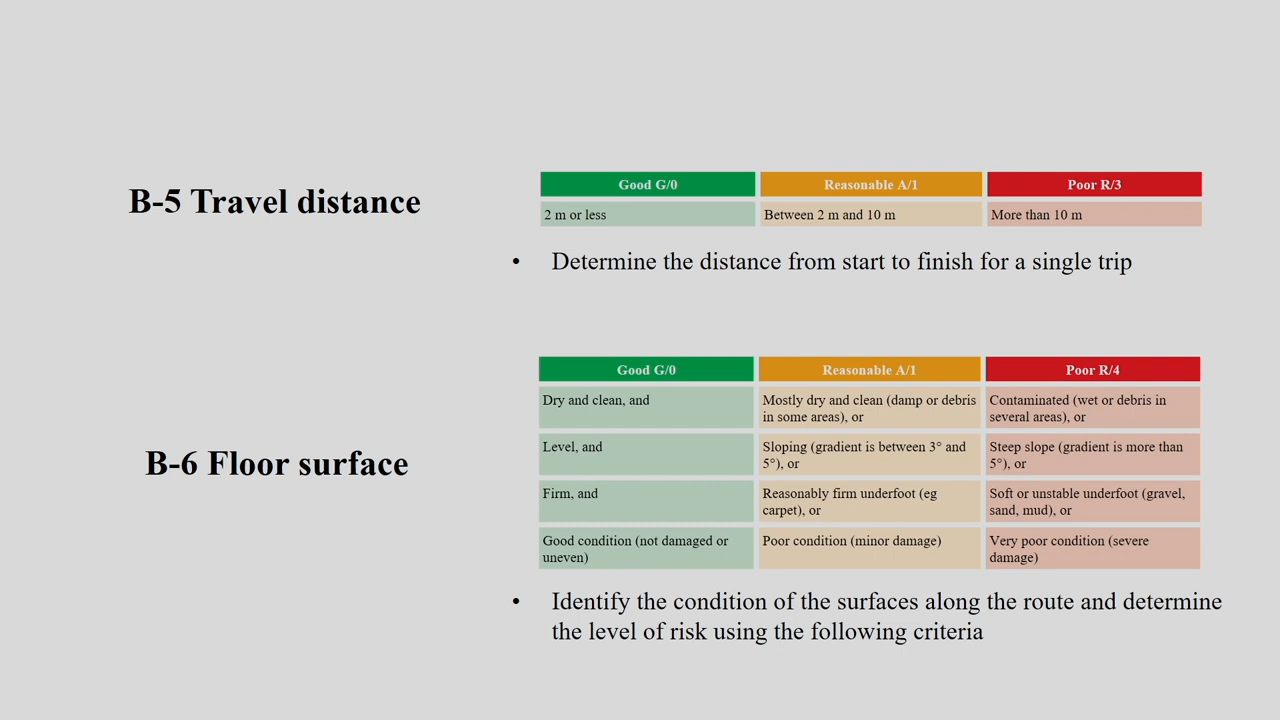 B-5 Travel distance
Good G/0
Reasonable A/1
Poor R/3
2 m or less
Between 2 m and 10 m
More than 10 m
• Determine the distance from start to finish for a single trip
B-6 Floor surface
Good G/0
Reasonable A/1
Poor R/4
Dry and clean, and
Mostly dry and clean (damp or debris
in some areas), or
Contaminated (wet or debris in
several areas), or
Level, and
Sloping (gradient is between 3° and
5°), or
Steep slope (gradient is more than
5°), or
Firm, and
Reasonably firm underfoot (eg
carpet), or
Soft or unstable underfoot (gravel,
sand, mud), or
Good condition (not damaged or
uneven)
Poor condition (minor damage)
Very poor condition (severe
damage)
• Identify the condition of the surfaces along the route and determine
the level of risk using the following criteria